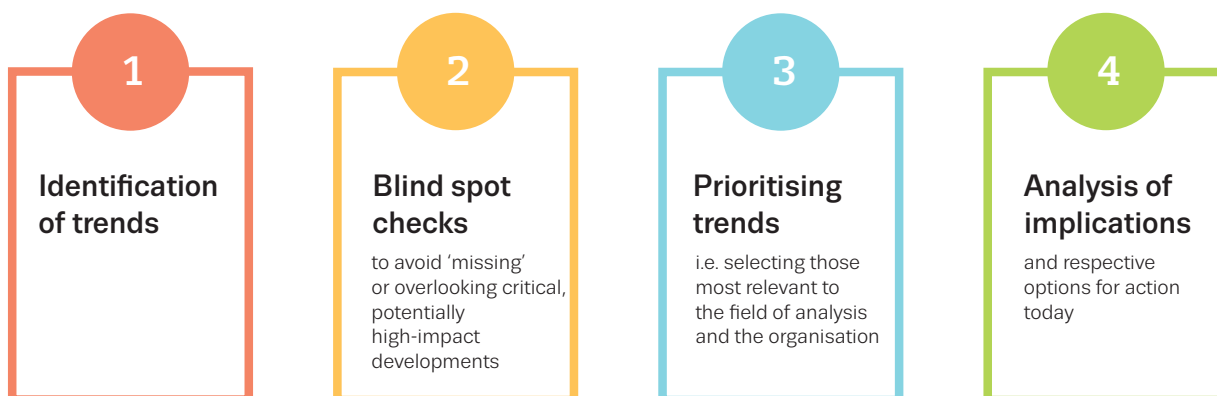 1
Identification
of trends
2
Blind spot
checks
to avoid ‘missing’
or overlooking critical,
potentially
high-impact
developments
3
Prioritising
trends
i.e. selecting those
most relevant to
the field of analysis
and the organisation
4
Analysis of
implications
and respective
options for action
today